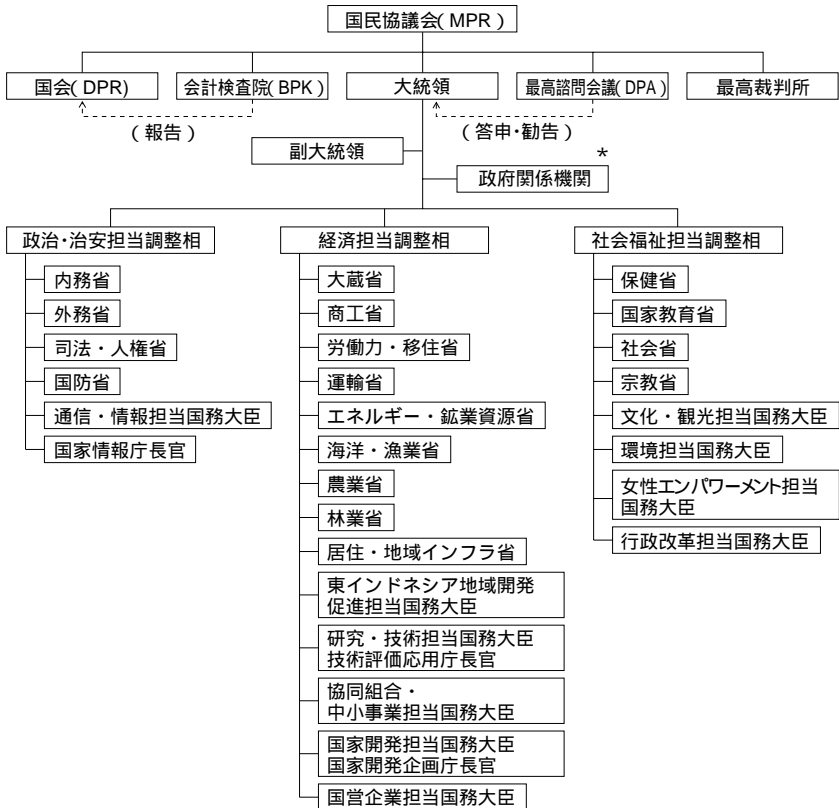 国民協議会(MPR)
国会(DPR)
会計検査院(BPK)
大統領
最高諮問会議(DPA)
最高裁判所
(報告)
(答申・勧告)
副大統領
*
政府関係機関
政治・治安担当調整相
経済担当調整相
社会福祉担当調整相
内務省
外務省
司法・人権省
国防省
通信・情報担当国務大臣
国家情報庁長官
大蔵省
商工省
労働力・移住省
運輸省
エネルギー・鉱業資源省
海洋・漁業省
農業省
林業省
居住・地域インフラ省
東インドネシア地域開発
促進担当国務大臣
研究・技術担当国務大臣
技術評価応用庁長官
協同組合・
中小事業担当国務大臣
国家開発担当国務大臣
国家開発企画庁長官
国営企業担当国務大臣
保健省
国家教育省
社会省
宗教省
文化・観光担当国務大臣
環境担当国務大臣
女性エンパワーメント担当
国務大臣
行政改革担当国務大臣